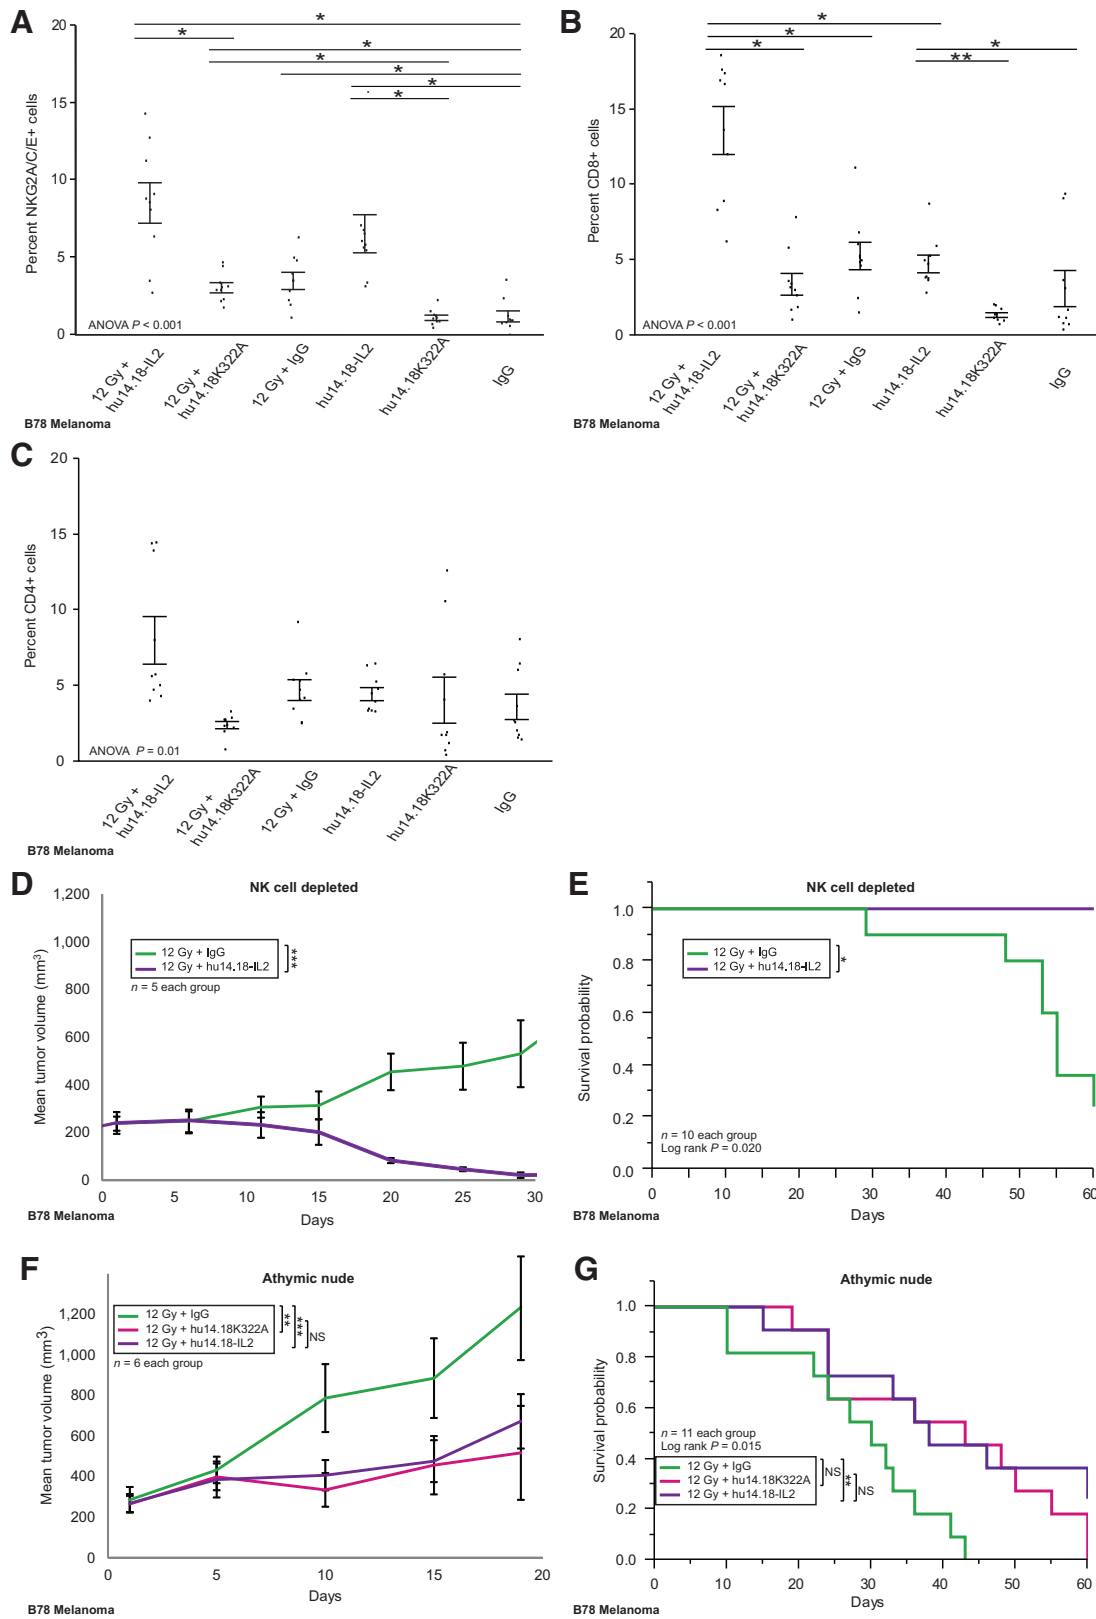 A
20
15
10
5
0
Percent NKG2A/C/E+ cells
*
*
*
*
*
*
*
ANOVA P < 0.001
12 Gy +
hu14.18-IL2
12 Gy +
hu14.18K322A
12 Gy + IgG
hu14.18-IL2
hu14.18K322A
IgG
B78 Melanoma
B
20
15
10
5
0
Percent CD8+ cells
*
*
*
*
**
ANOVA P < 0.001
12 Gy +
hu14.18-IL2
12 Gy +
hu14.18K322A
12 Gy + IgG
hu14.18-IL2
hu14.18K322A
IgG
B78 Melanoma
C
20
15
10
5
0
Percent CD4+ cells
ANOVA P = 0.01
12 Gy +
hu14.18-IL2
12 Gy +
hu14.18K322A
12 Gy + IgG
hu14.18-IL2
hu14.18K322A
IgG
B78 Melanoma
D
NK cell depleted
1,200
1,000
800
600
400
200
0
Mean tumor volume (mm3)
12 Gy + IgG
12 Gy + hu14.18-IL2
***
n = 5 each group
0 5 10 15 20 25 30
Days
B78 Melanoma
E
NK cell depleted
1.0
0.8
0.6
0.4
0.2
0.0
Survival probability
12 Gy + IgG
12 Gy + hu14.18-IL2
*
n = 10 each group
Log rank P = 0.020
0 10 20 30 40 50 60
Days
B78 Melanoma
F
Athymic nude
1,200
1,000
800
600
400
200
0
Mean tumor volume (mm3)
12 Gy + IgG
12 Gy + hu14.18K322A
12 Gy + hu14.18-IL2
**
***
NS
n = 6 each group
0 5 10 15 20
Days
B78 Melanoma
G
Athymic nude
1.0
0.8
0.6
0.4
0.2
0.0
Survival probability
n = 11 each group
Log rank P = 0.015
12 Gy + IgG
12 Gy + hu14.18K322A
12 Gy + hu14.18-IL2
NS
**
NS
0 10 20 30 40 50 60
Days
B78 Melanoma